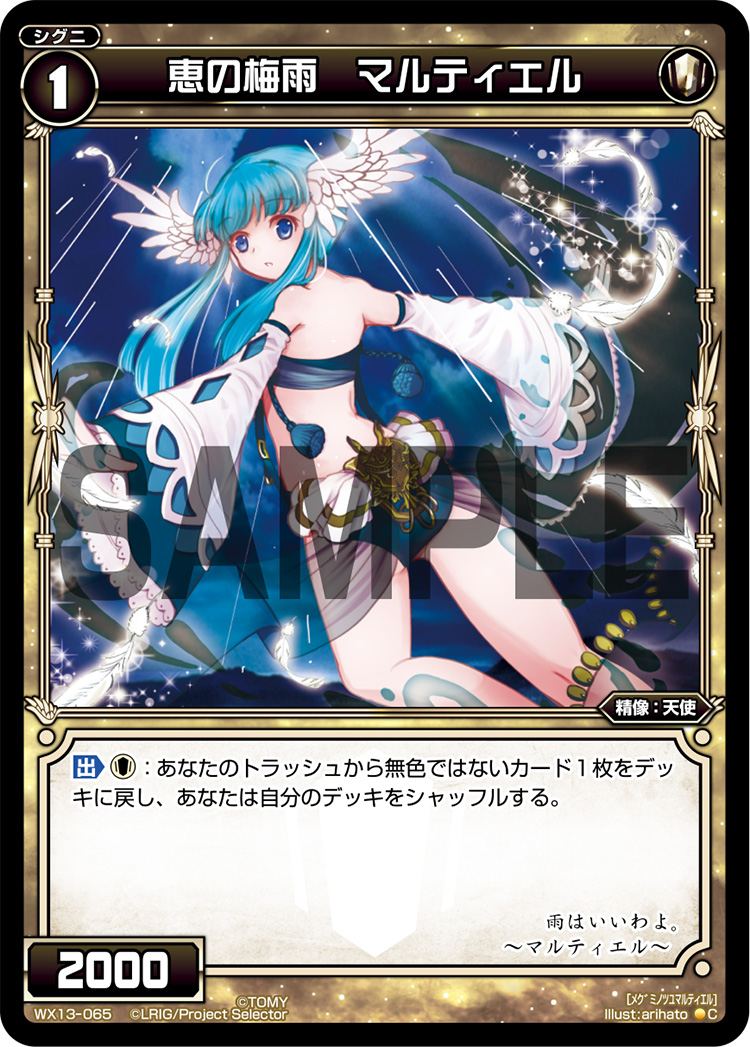 シグニ
1
恵の梅雨　マルティエル
SAMPLE
精像：天使
出：あなたのトラッシュから無色ではないカード１枚をデッ
キに戻し、あなたは自分のデッキをシャッフルする。
雨はいいわよ。
～マルティエル～
2000
WX13-065
©TOMY
©LRIG/Project Selector
[メグミノツユマルティエル]
Illust:arihato
C